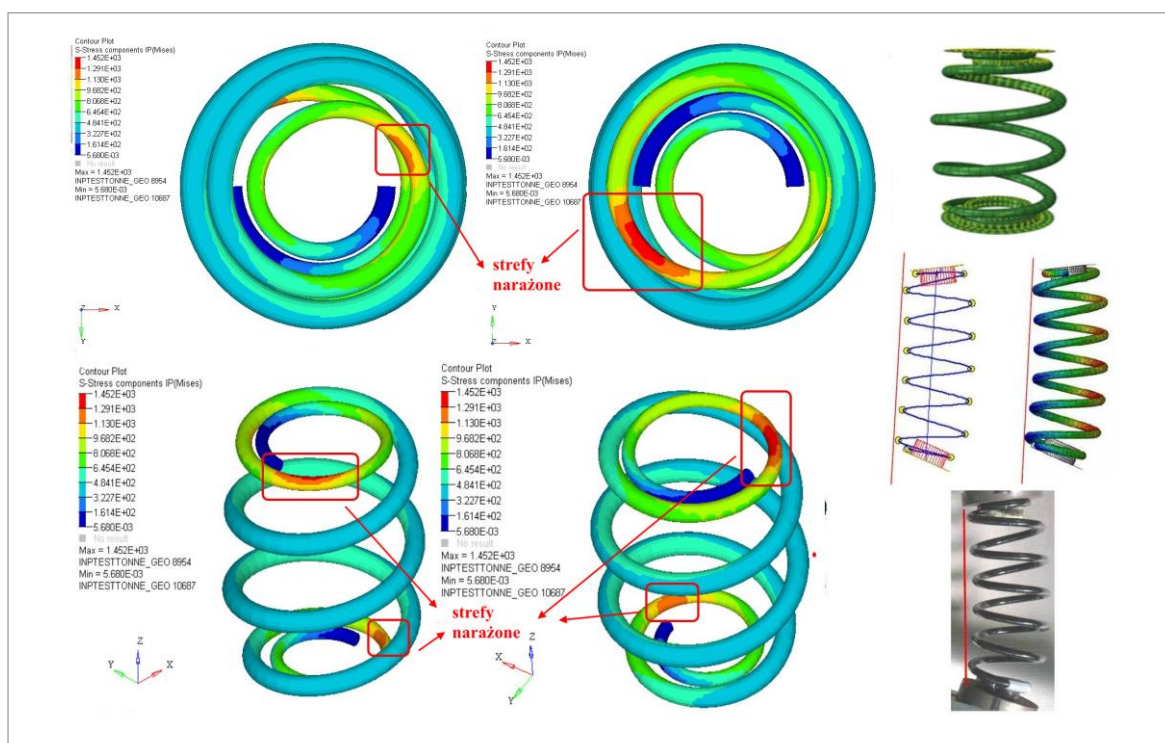 Contour Plot
S-Stress components IP(Mises)
1.452E+03
1.291E+03
1.130E+03
9.682E+02
8.068E+02
6.454E+02
4.841E+02
3.227E+02
1.614E+02
5.680E-03
No result
Max = 1.452E+03
INPTESTTONNE_GEO 8954
Min = 5.680E-03
INPTESTTONNE_GEO 10687
Z
X
Y
Contour Plot
S-Stress components IP(Mises)
1.452E+03
1.291E+03
1.130E+03
9.682E+02
8.068E+02
6.454E+02
4.841E+02
3.227E+02
1.614E+02
5.680E-03
No result
Max = 1.452E+03
INPTESTTONNE_GEO 8954
Min = 5.680E-03
INPTESTTONNE_GEO 10687
Y
Z
X
strefy
narażone
Contour Plot
S-Stress components IP(Mises)
1.452E+03
1.291E+03
1.130E+03
9.682E+02
8.068E+02
6.454E+02
4.841E+02
3.227E+02
1.614E+02
5.680E-03
No result
Max = 1.452E+03
INPTESTTONNE_GEO 8954
Min = 5.680E-03
INPTESTTONNE_GEO 10687
Z
Y
X
Contour Plot
S-Stress components IP(Mises)
1.452E+03
1.291E+03
1.130E+03
9.682E+02
8.068E+02
6.454E+02
4.841E+02
3.227E+02
1.614E+02
5.680E-03
No result
Max = 1.452E+03
INPTESTTONNE_GEO 8954
Min = 5.680E-03
INPTESTTONNE_GEO 10687
Z
X
Y
strefy
narażone